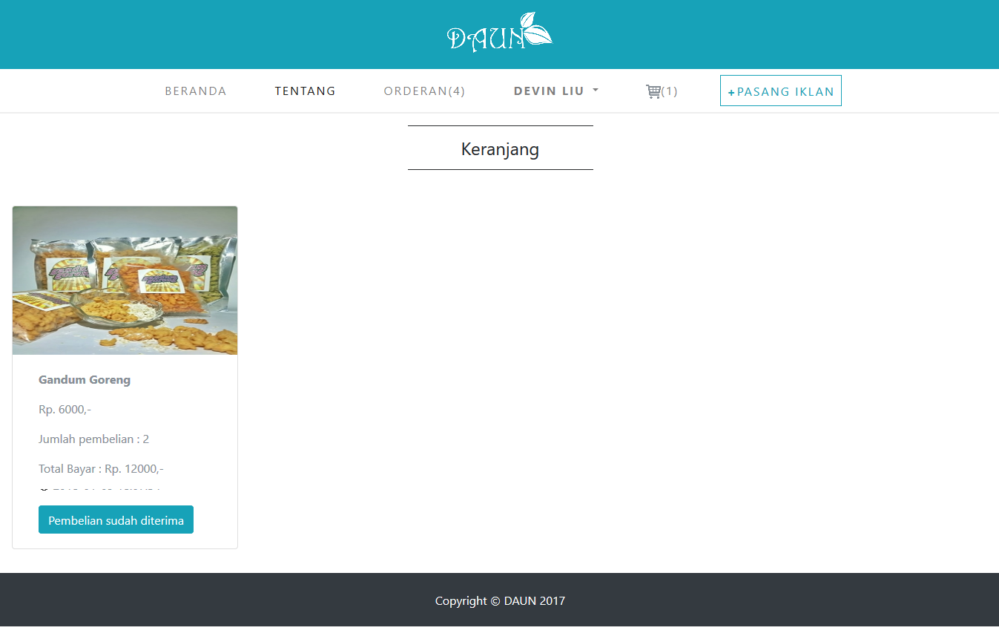 DAUN
BERANDA
TENTANG
ORDERAN(4)
DEVIN LIU
(1)
+PASANG IKLAN
Keranjang
Gandum Goreng
Rp. 6000,-
Jumlah pembelian : 2
Total Bayar : Rp. 12000,-
Pembelian sudah diterima
Copyright © DAUN 2017